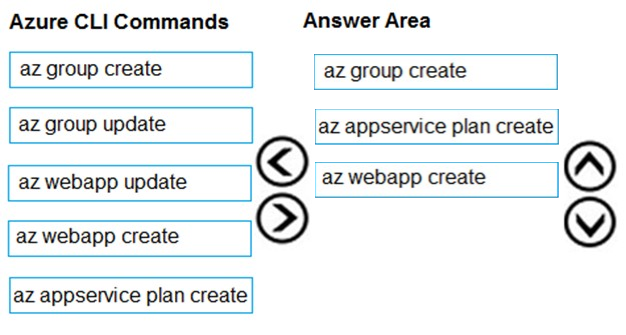 Azure CLI Commands
az group create
az group update
az webapp update
az webapp create
az appservice plan create
Answer Area
az group create
az appservice plan create
az webapp create